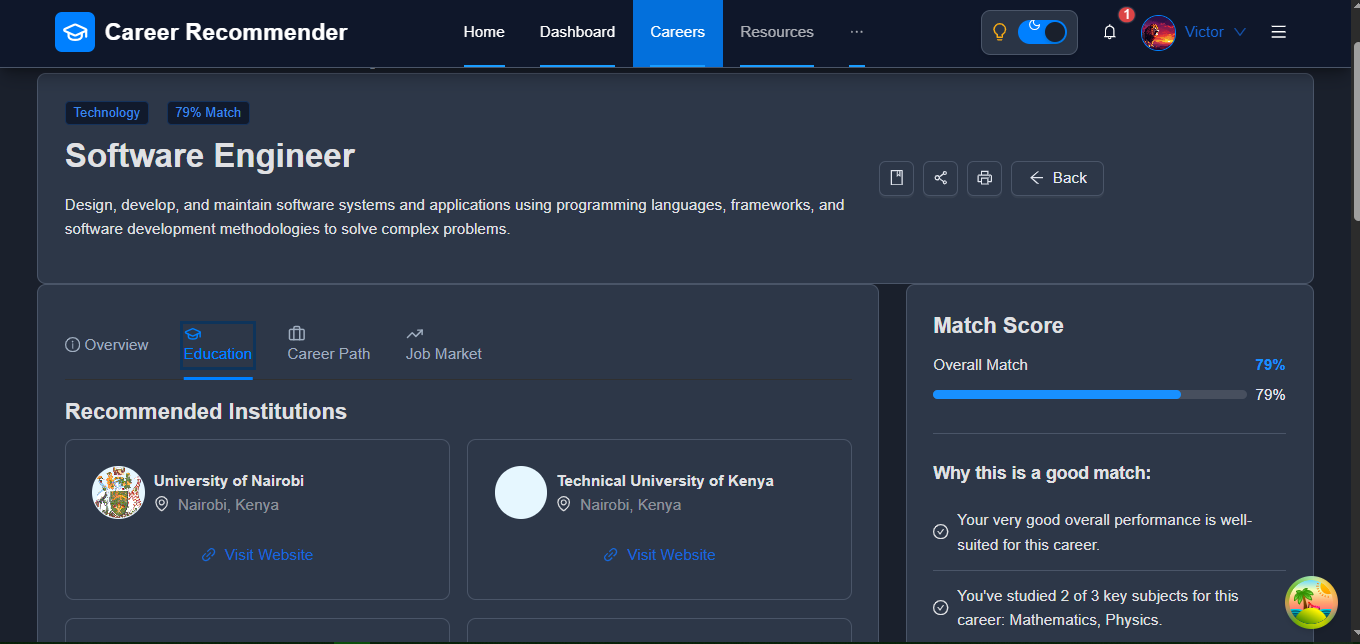 Career Recommender
Home
Dashboard
Careers
Resources
···
1
Victor
Technology
79% Match
Software Engineer
Design, develop, and maintain software systems and applications using programming languages, frameworks, and
software development methodologies to solve complex problems.
Back
Overview
Education
Career Path
Job Market
Recommended Institutions
University of Nairobi
Nairobi, Kenya
Visit Website
Technical University of Kenya
Nairobi, Kenya
Visit Website
Match Score
Overall Match
79%
79%
Why this is a good match:
Your very good overall performance is well-
suited for this career.
You've studied 2 of 3 key subjects for this
career: Mathematics, Physics.